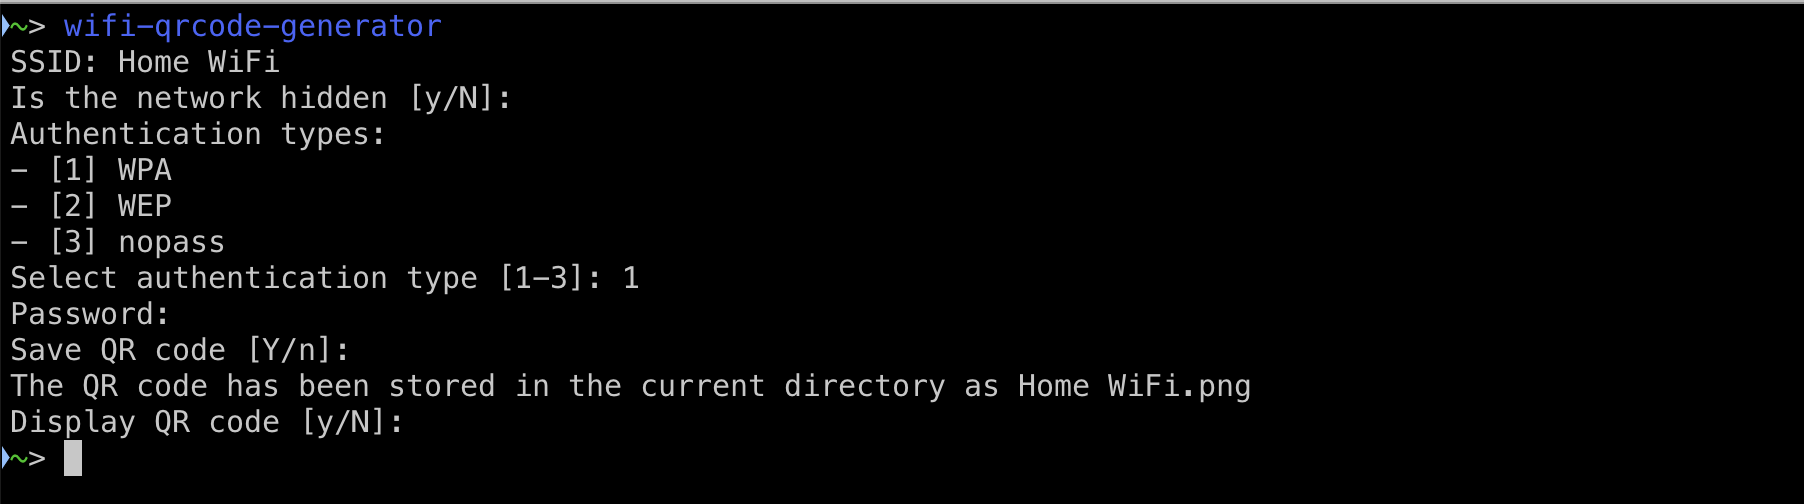 ~> wifi-qrcode-generator
SSID: Home WiFi
Is the network hidden [y/N]:
Authentication types:
- [1] WPA
- [2] WEP
- [3] nopass
Select authentication type [1-3]: 1
Password:
Save QR code [Y/n]:
The QR code has been stored in the current directory as Home WiFi.png
Display QR code [y/N]:
~>